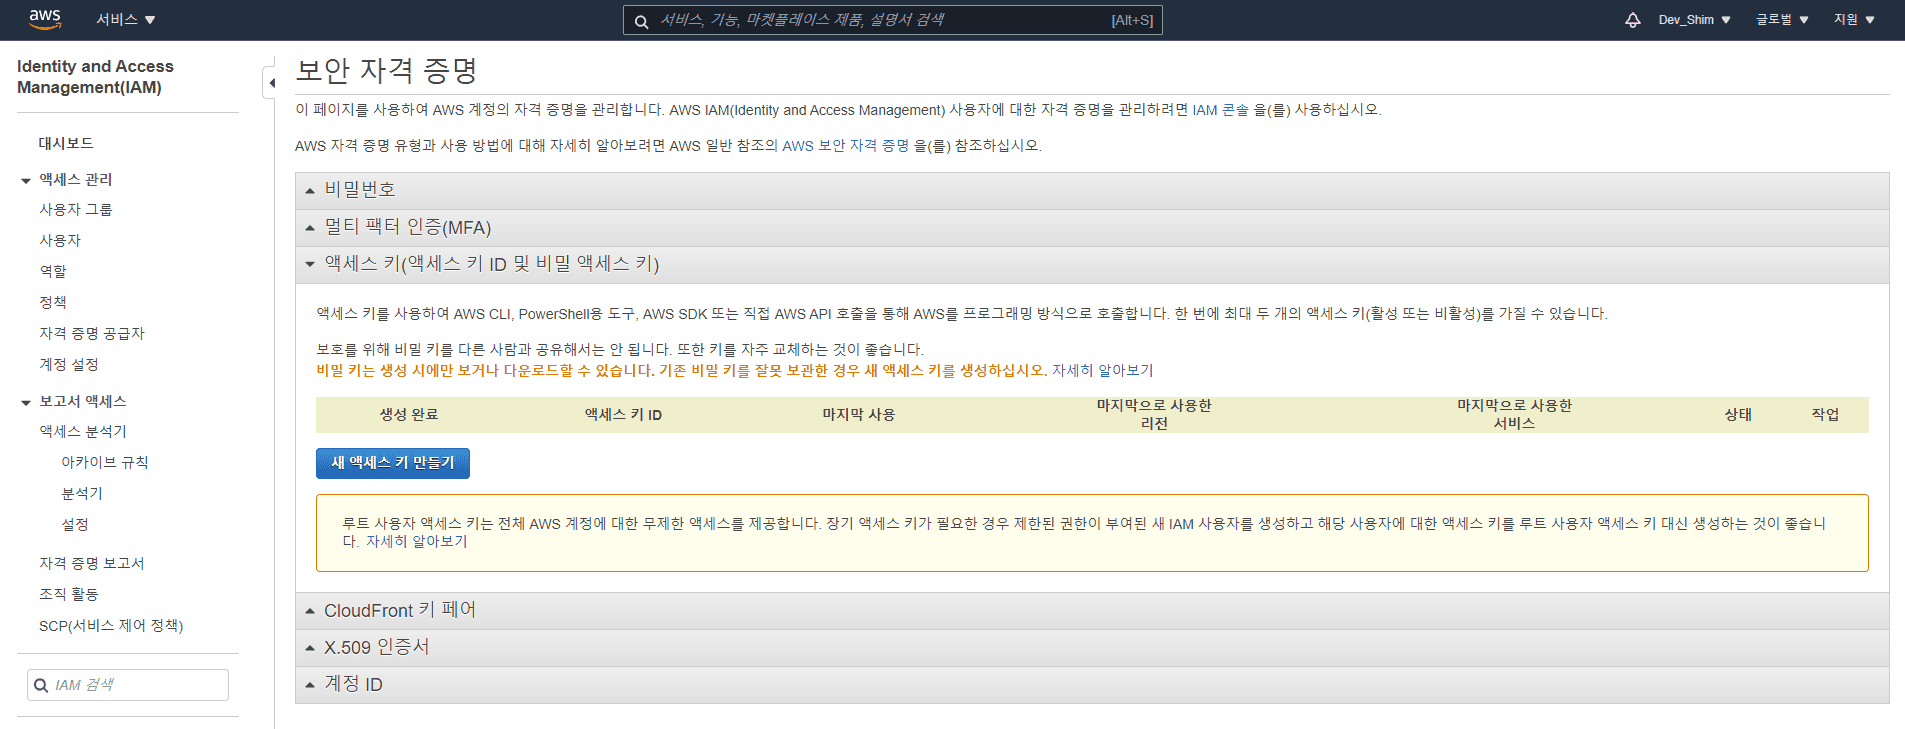 aws
서비스
서비스, 기능, 마켓플레이스 제품, 설명서 검색
[Alt+S]
Dev_Shim
글로벌
지원
Identity and Access
Management(IAM)
대시보드
액세스 관리
사용자 그룹
사용자
역할
정책
자격 증명 공급자
계정 설정
보고서 액세스
액세스 분석기
아카이브 규칙
분석기
설정
자격 증명 보고서
조직 활동
SCP(서비스 제어 정책)
IAM 검색
보안 자격 증명
이 페이지를 사용하여 AWS 계정의 자격 증명을 관리합니다. AWS IAM(Identity and Access Management) 사용자에 대한 자격 증명을 관리하려면 IAM 콘솔 을(를) 사용하십시오.
AWS 자격 증명 유형과 사용 방법에 대해 자세히 알아보려면 AWS 일반 참조의 AWS 보안 자격 증명 을(를) 참조하십시오.
비밀번호
멀티 팩터 인증(MFA)
액세스 키(액세스 키 ID 및 비밀 액세스 키)
액세스 키를 사용하여 AWS CLI, PowerShell용 도구, AWS SDK 또는 직접 AWS API 호출을 통해 AWS를 프로그래밍 방식으로 호출합니다. 한 번에 최대 두 개의 액세스 키(활성 또는 비활성)를 가질 수 있습니다.
보호를 위해 비밀 키를 다른 사람과 공유해서는 안 됩니다. 또한 키를 자주 교체하는 것이 좋습니다.
비밀 키는 생성 시에만 보거나 다운로드할 수 있습니다. 기존 비밀 키를 잘못 보관한 경우 새 액세스 키를 생성하십시오. 자세히 알아보기
생성 완료
액세스 키 ID
마지막 사용
마지막으로 사용한
리전
마지막으로 사용한
서비스
상태
작업
새 액세스 키 만들기
루트 사용자 액세스 키는 전체 AWS 계정에 대한 무제한 액세스를 제공합니다. 장기 액세스 키가 필요한 경우 제한된 권한이 부여된 새 IAM 사용자를 생성하고 해당 사용자에 대한 액세스 키를 루트 사용자 액세스 키 대신 생성하는 것이 좋습니
다. 자세히 알아보기
CloudFront 키 페어
X.509 인증서
계정 ID